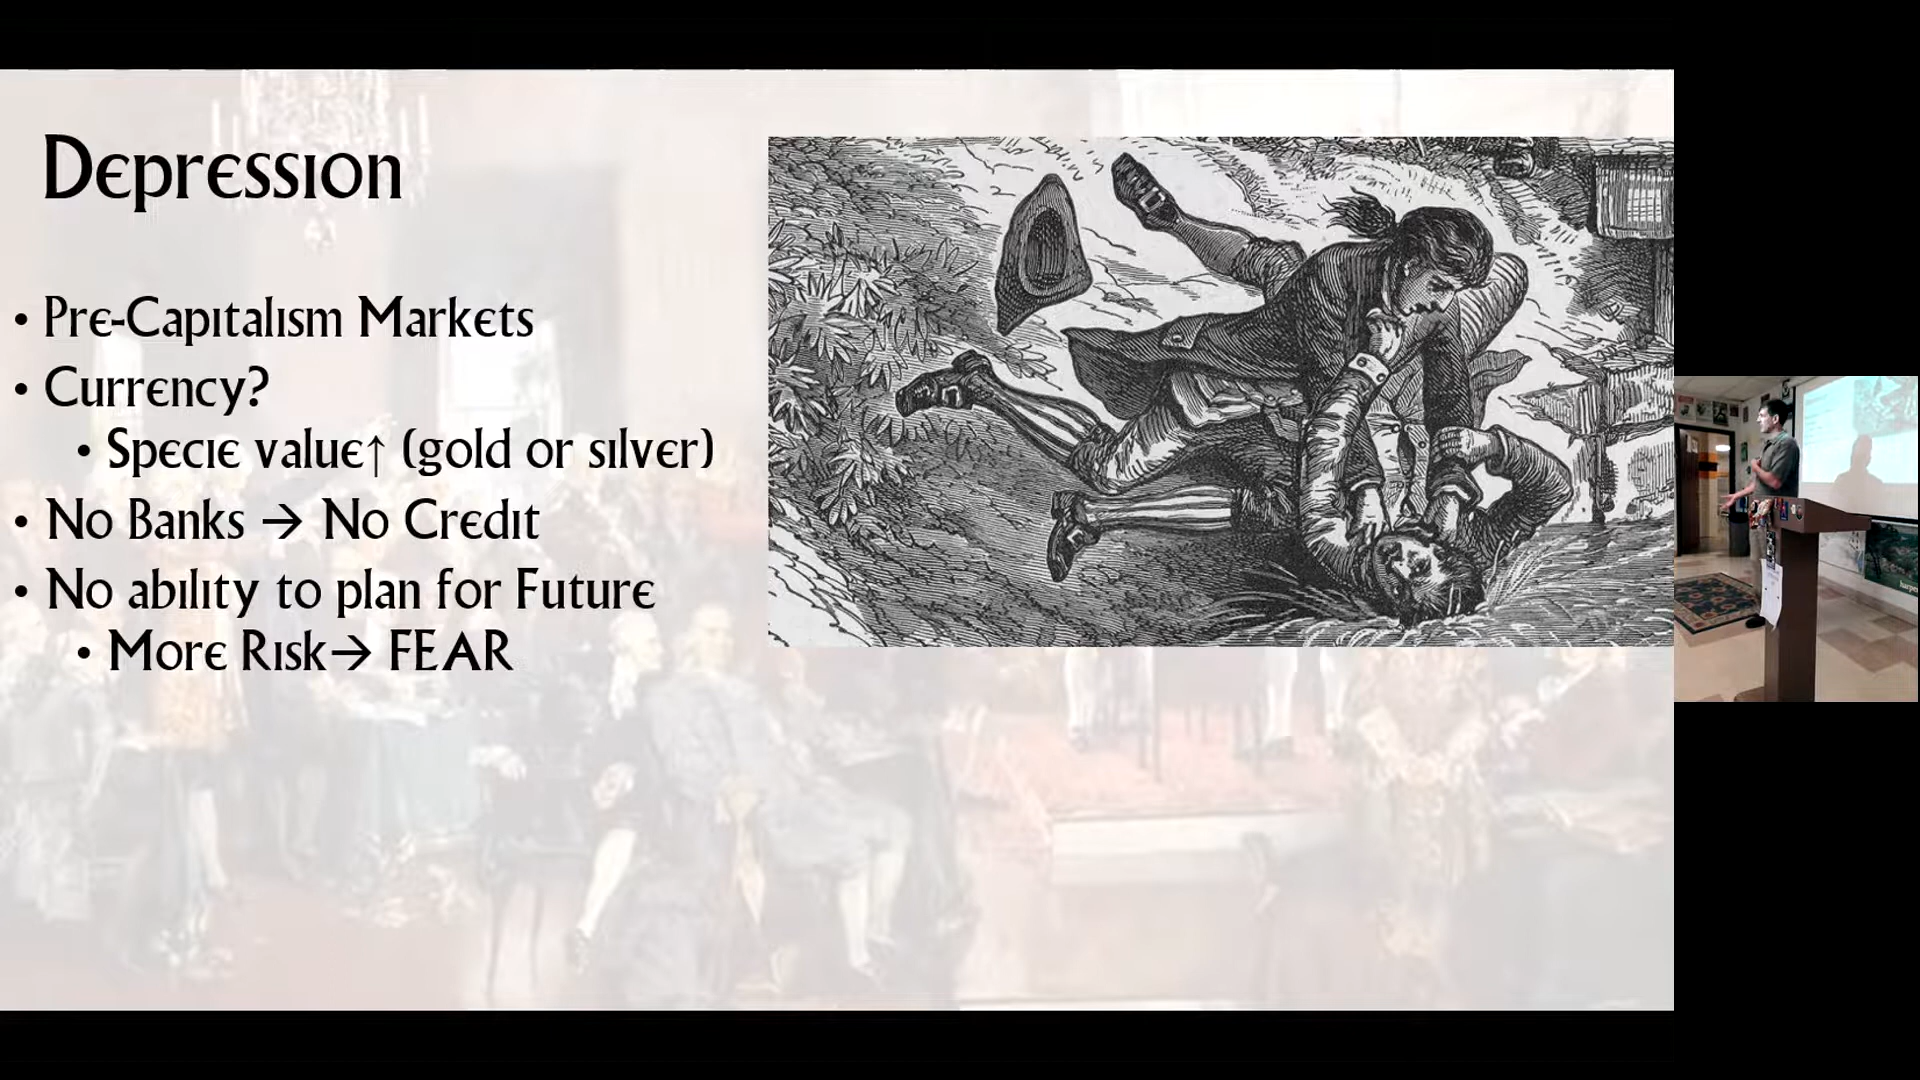 Depression
• Pre-Capitalism Markets
• Currency?
• Specie value↑ (gold or silver)
• No Banks → No Credit
• No ability to plan for Future
• More Risk→ FEAR